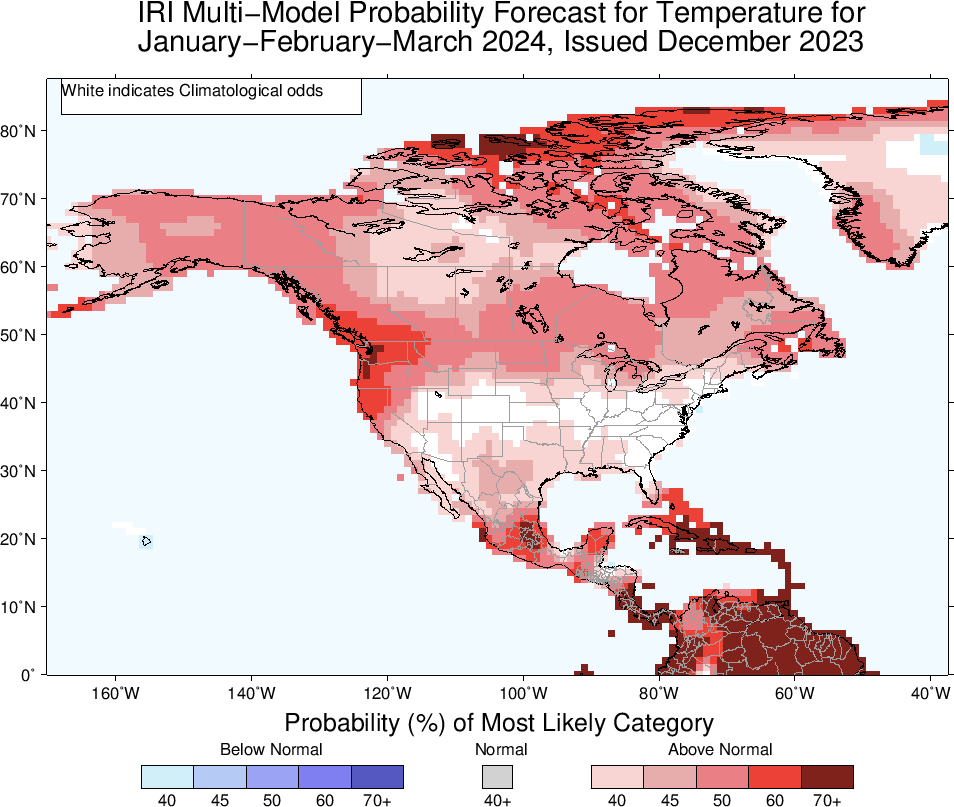 IRI Multi−Model Probability Forecast for Temperature for
January−February−March 2024, Issued December 2023
White indicates Climatological odds
80˚N
70˚N
60˚N
50˚N
40˚N
30˚N
20˚N
10˚N
0˚
160˚W 140˚W 120˚W 100˚W 80˚W 60˚W 40˚W
Probability (%) of Most Likely Category
Below Normal Normal Above Normal
40 45 50 60 70+ 40+ 40 45 50 60 70+